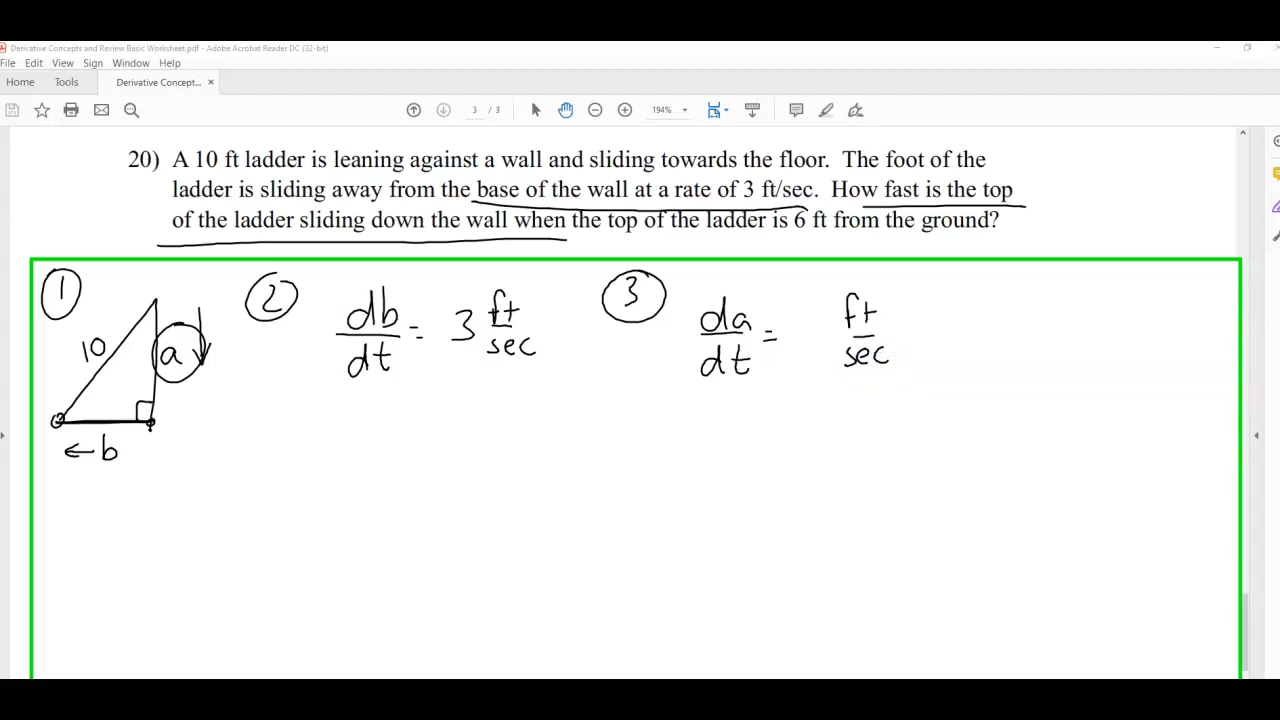 Derivative Concepts and Review Basic Worksheet.pdf - Adobe Acrobat Reader DC (32-bit)
File Edit View Sign Window Help
Home Tools Derivative Concept... ×
3 / 3 194%
20) A 10 ft ladder is leaning against a wall and sliding towards the floor. The foot of the
ladder is sliding away from the base of the wall at a rate of 3 ft/sec. How fast is the top
of the ladder sliding down the wall when the top of the ladder is 6 ft from the ground?
1 2 3
10 a
← b
db/dt = 3 ft/sec
da/dt = ft/sec